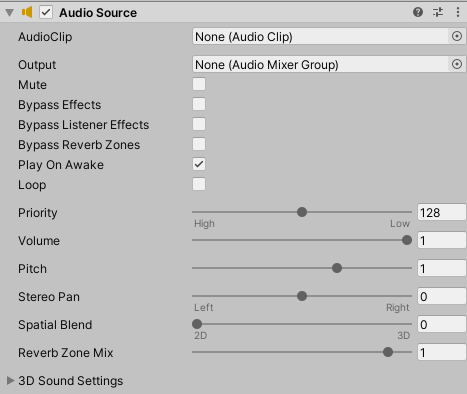 Audio Source
AudioClip None (Audio Clip)
Output None (Audio Mixer Group)
Mute
Bypass Effects
Bypass Listener Effects
Bypass Reverb Zones
Play On Awake
Loop
Priority 128
High Low
Volume 1
Pitch 1
Stereo Pan 0
Left Right
Spatial Blend 0
2D 3D
Reverb Zone Mix 1
3D Sound Settings